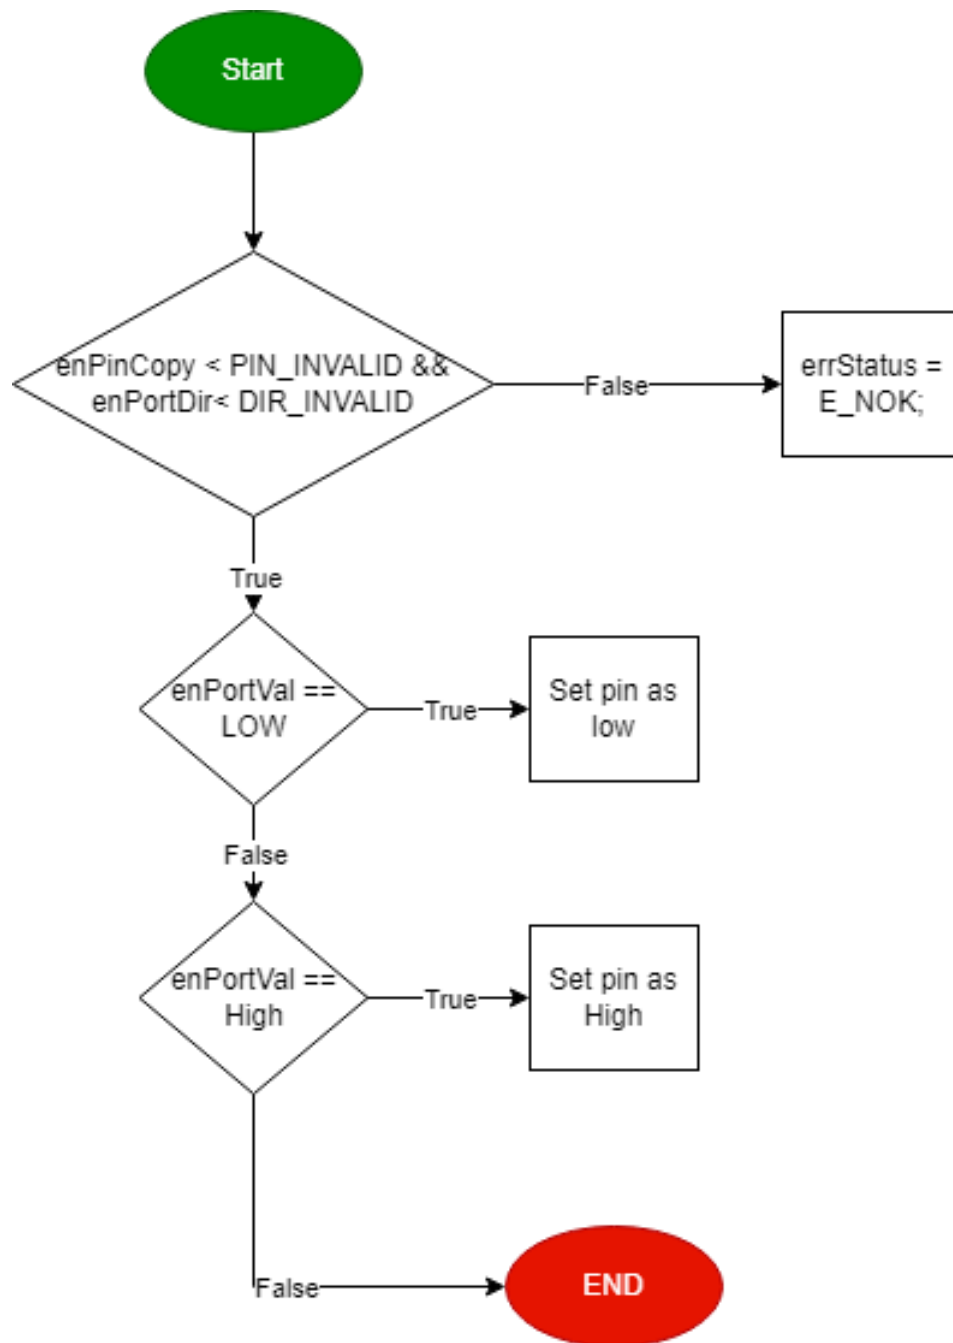 Start
enPinCopy < PIN_INVALID &&
enPortDir< DIR_INVALID
False
errStatus =
E_NOK;
True
enPortVal ==
LOW
True
Set pin as
low
False
enPortVal ==
High
True
Set pin as
High
False
END